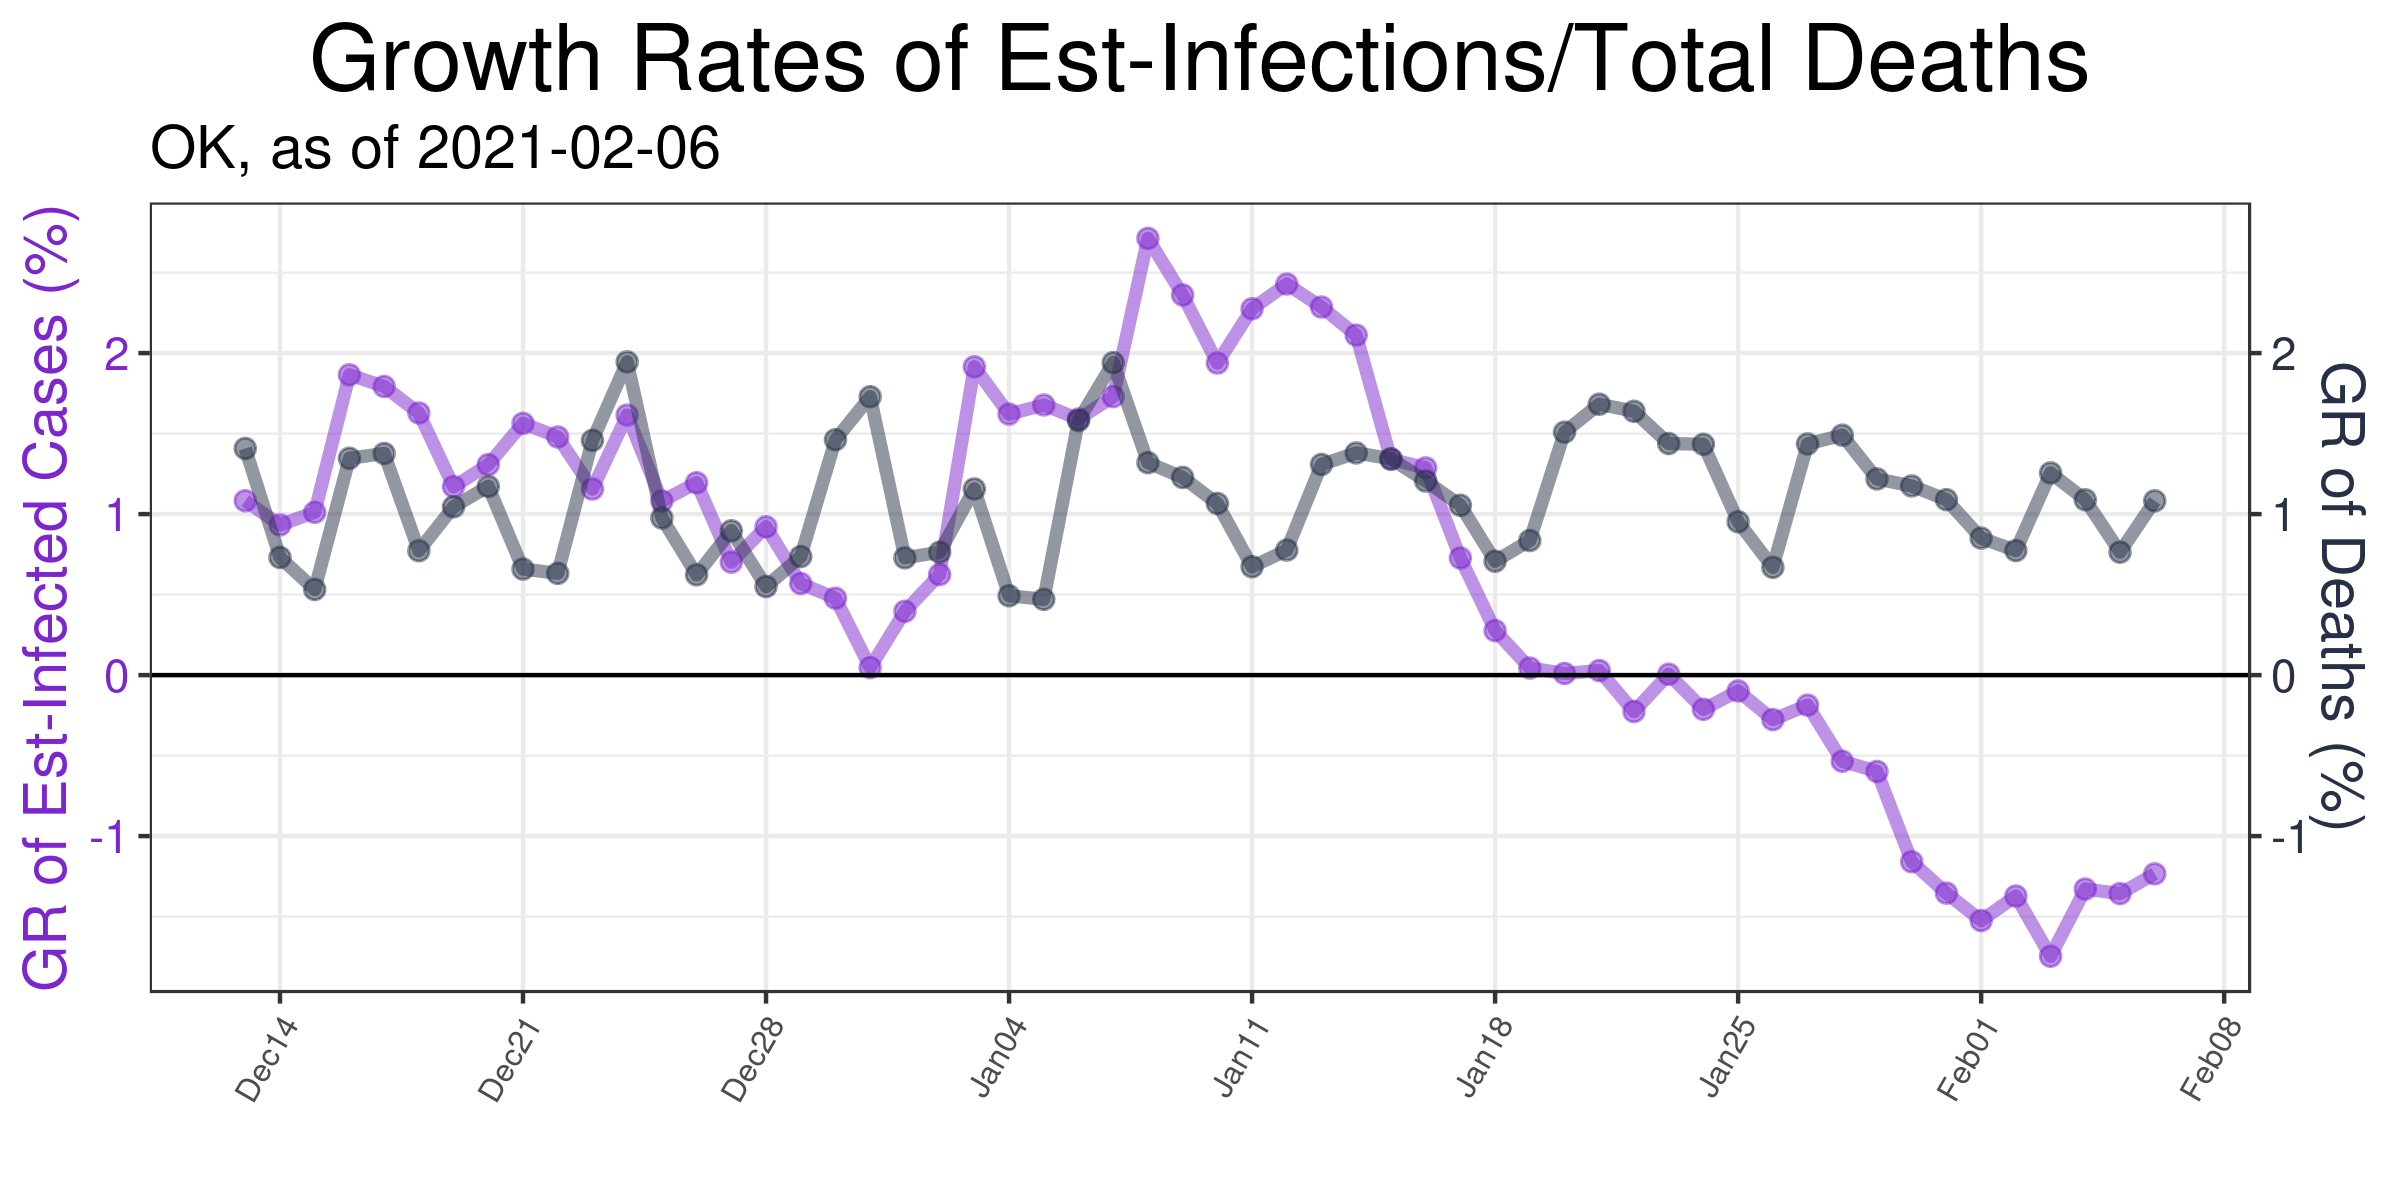 Growth Rates of Est-Infections/Total Deaths
OK, as of 2021-02-06
GR of Est-Infected Cases (%)
2
1
0
-1
2
1
0
-1
GR of Deaths (%)
Dec14
Dec21
Dec28
Jan04
Jan11
Jan18
Jan25
Feb01
Feb08